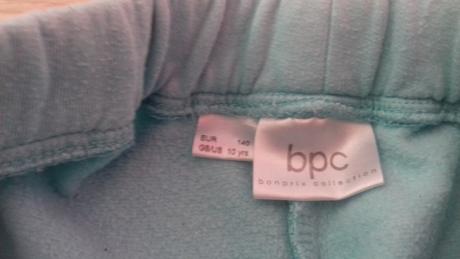 EUR 140
GB/US 10 yrs
bpc
bonprix collection